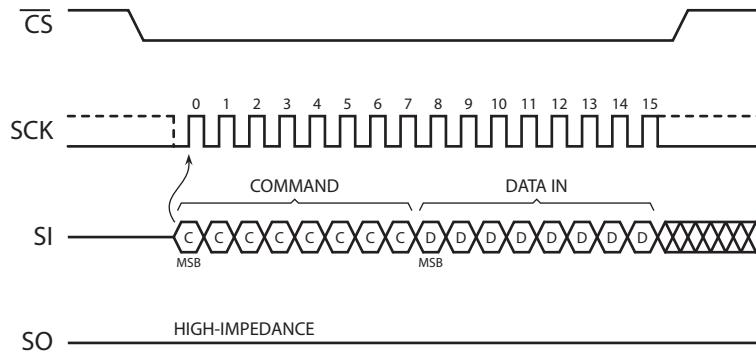 CS
0 1 2 3 4 5 6 7 8 9 10 11 12 13 14 15
SCK
COMMAND DATA IN
SI C C C C C C C C D D D D D D D D
MSB MSB
HIGH-IMPEDANCE
SO